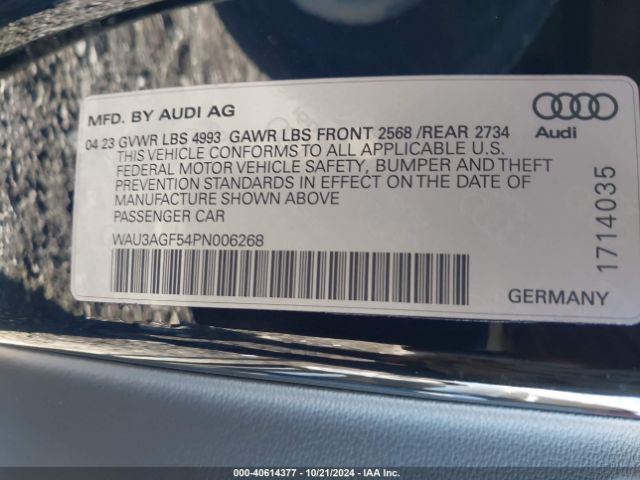 MFD. BY AUDI AG
04 23 GVWR LBS 4993 GAWR LBS FRONT 2568 /REAR 2734
THIS VEHICLE CONFORMS TO ALL APPLICABLE U.S.
FEDERAL MOTOR VEHICLE SAFETY, BUMPER AND THEFT
PREVENTION STANDARDS IN EFFECT ON THE DATE OF
MANUFACTURE SHOWN ABOVE
PASSENGER CAR
WAU3AGF54PN006268
Audi
1714035
GERMANY
000-40614377 - 10/21/2024 - IAA Inc.